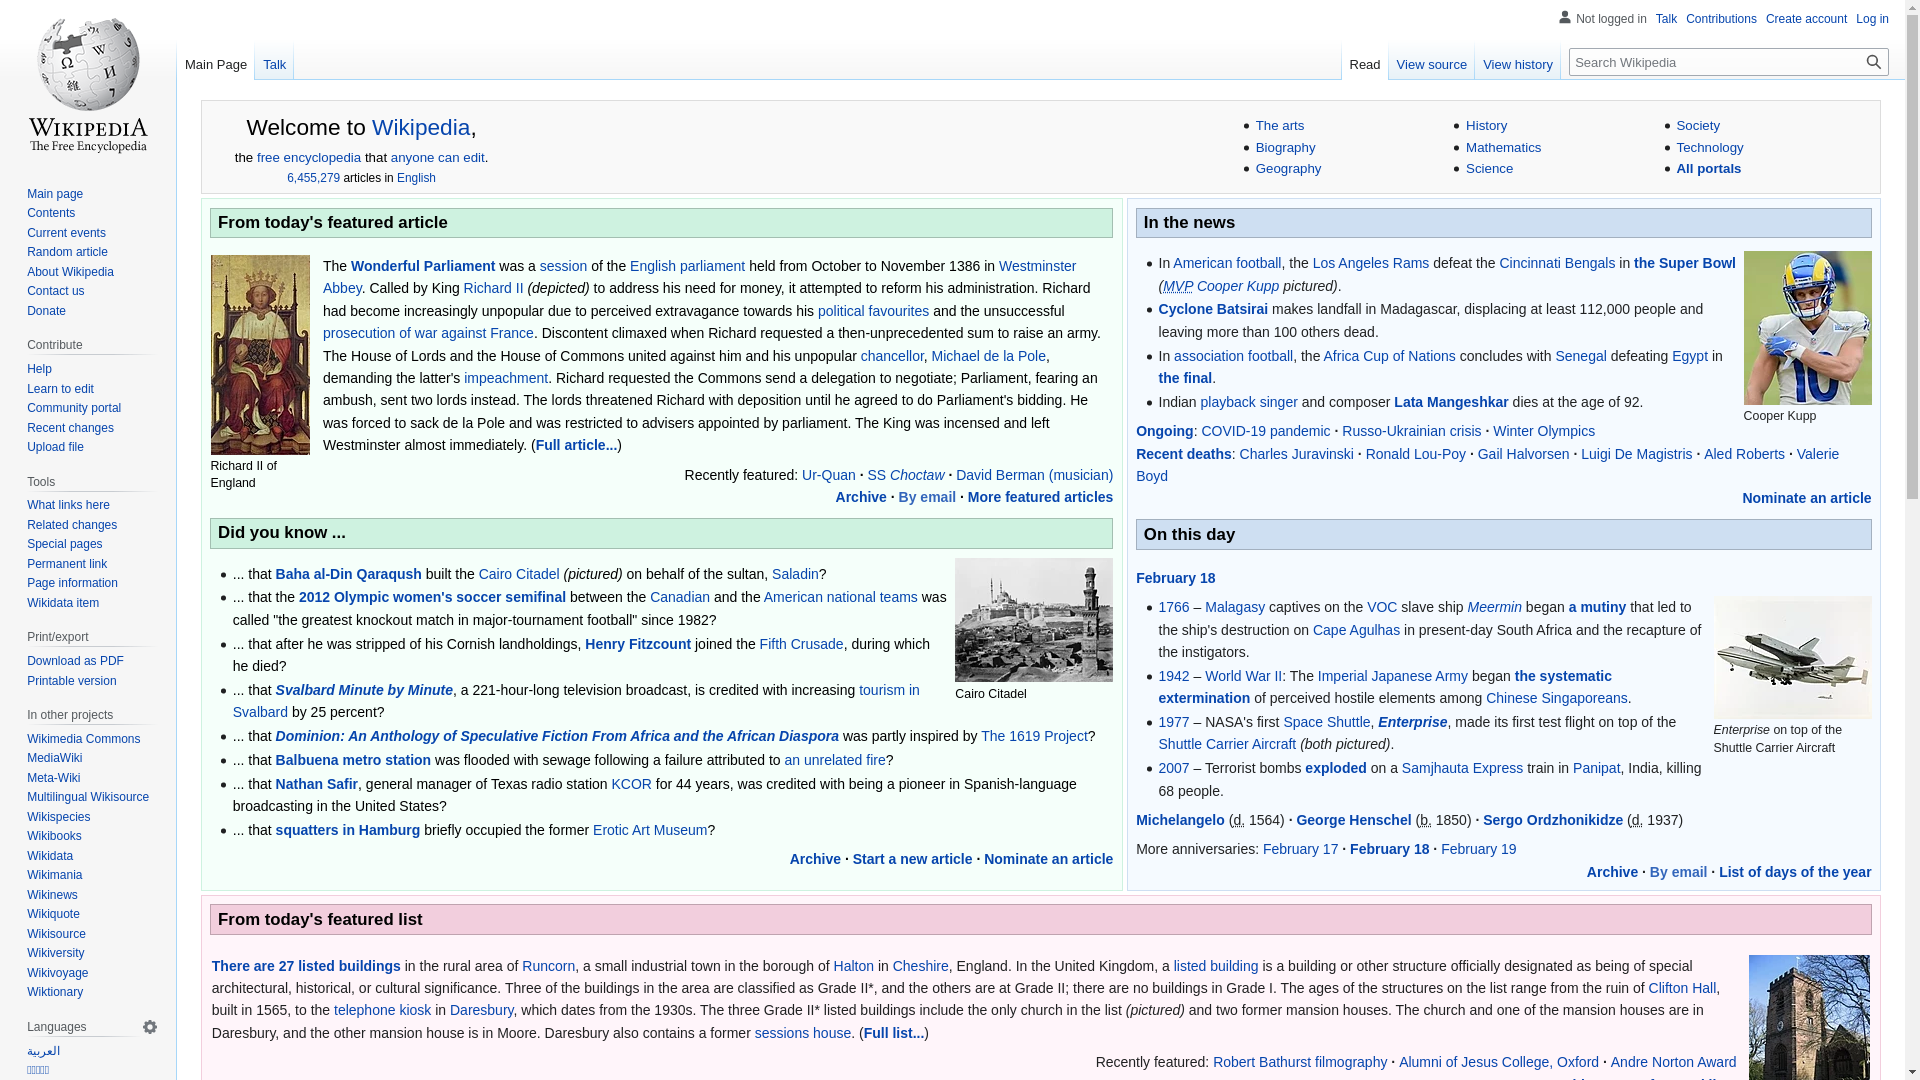 Not logged in Talk Contributions Create account Log in
WIKIPEDIA
The Free Encyclopedia
Main Page Talk
Read View source View history Search Wikipedia
Main page
Contents
Current events
Random article
About Wikipedia
Contact us
Donate
Contribute
Help
Learn to edit
Community portal
Recent changes
Upload file
Tools
What links here
Related changes
Special pages
Permanent link
Page information
Wikidata item
Print/export
Download as PDF
Printable version
In other projects
Wikimedia Commons
MediaWiki
Meta-Wiki
Multilingual Wikisource
Wikispecies
Wikibooks
Wikidata
Wikimania
Wikinews
Wikiquote
Wikisource
Wikiversity
Wikivoyage
Wiktionary
Languages
العربية
Welcome to Wikipedia,
the free encyclopedia that anyone can edit.
6,455,279 articles in English
The arts
Biography
Geography
History
Mathematics
Science
Society
Technology
All portals
From today's featured article
Richard II of
England
The Wonderful Parliament was a session of the English parliament held from October to November 1386 in Westminster
Abbey. Called by King Richard II (depicted) to address his need for money, it attempted to reform his administration. Richard
had become increasingly unpopular due to perceived extravagance towards his political favourites and the unsuccessful
prosecution of war against France. Discontent climaxed when Richard requested a then-unprecedented sum to raise an army.
The House of Lords and the House of Commons united against him and his unpopular chancellor, Michael de la Pole,
demanding the latter's impeachment. Richard requested the Commons send a delegation to negotiate; Parliament, fearing an
ambush, sent two lords instead. The lords threatened Richard with deposition until he agreed to do Parliament's bidding. He
was forced to sack de la Pole and was restricted to advisers appointed by parliament. The King was incensed and left
Westminster almost immediately. (Full article...)
Recently featured: Ur-Quan · SS Choctaw · David Berman (musician)
Archive · By email · More featured articles
Did you know ...
Cairo Citadel
... that Baha al-Din Qaraqush built the Cairo Citadel (pictured) on behalf of the sultan, Saladin?
... that the 2012 Olympic women's soccer semifinal between the Canadian and the American national teams was
called "the greatest knockout match in major-tournament football" since 1982?
... that after he was stripped of his Cornish landholdings, Henry Fitzcount joined the Fifth Crusade, during which
he died?
... that Svalbard Minute by Minute, a 221-hour-long television broadcast, is credited with increasing tourism in
Svalbard by 25 percent?
... that Dominion: An Anthology of Speculative Fiction From Africa and the African Diaspora was partly inspired by The 1619 Project?
... that Balbuena metro station was flooded with sewage following a failure attributed to an unrelated fire?
... that Nathan Safir, general manager of Texas radio station KCOR for 44 years, was credited with being a pioneer in Spanish-language
broadcasting in the United States?
... that squatters in Hamburg briefly occupied the former Erotic Art Museum?
Archive · Start a new article · Nominate an article
In the news
Cooper Kupp
In American football, the Los Angeles Rams defeat the Cincinnati Bengals in the Super Bowl
(MVP Cooper Kupp pictured).
Cyclone Batsirai makes landfall in Madagascar, displacing at least 112,000 people and
leaving more than 100 others dead.
In association football, the Africa Cup of Nations concludes with Senegal defeating Egypt in
the final.
Indian playback singer and composer Lata Mangeshkar dies at the age of 92.
Ongoing: COVID-19 pandemic · Russo-Ukrainian crisis · Winter Olympics
Recent deaths: Charles Juravinski · Ronald Lou-Poy · Gail Halvorsen · Luigi De Magistris · Aled Roberts · Valerie
Boyd
Nominate an article
On this day
February 18
Enterprise on top of the
Shuttle Carrier Aircraft
1766 – Malagasy captives on the VOC slave ship Meermin began a mutiny that led to
the ship's destruction on Cape Agulhas in present-day South Africa and the recapture of
the instigators.
1942 – World War II: The Imperial Japanese Army began the systematic
extermination of perceived hostile elements among Chinese Singaporeans.
1977 – NASA's first Space Shuttle, Enterprise, made its first test flight on top of the
Shuttle Carrier Aircraft (both pictured).
2007 – Terrorist bombs exploded on a Samjhauta Express train in Panipat, India, killing
68 people.
Michelangelo (d. 1564) · George Henschel (b. 1850) · Sergo Ordzhonikidze (d. 1937)
More anniversaries: February 17 · February 18 · February 19
Archive · By email · List of days of the year
From today's featured list
There are 27 listed buildings in the rural area of Runcorn, a small industrial town in the borough of Halton in Cheshire, England. In the United Kingdom, a listed building is a building or other structure officially designated as being of special
architectural, historical, or cultural significance. Three of the buildings in the area are classified as Grade II*, and the others are at Grade II; there are no buildings in Grade I. The ages of the structures on the list range from the ruin of Clifton Hall,
built in 1565, to the telephone kiosk in Daresbury, which dates from the 1930s. The three Grade II* listed buildings include the only church in the list (pictured) and two former mansion houses. The church and one of the mansion houses are in
Daresbury, and the other mansion house is in Moore. Daresbury also contains a former sessions house. (Full list...)
Recently featured: Robert Bathurst filmography · Alumni of Jesus College, Oxford · Andre Norton Award